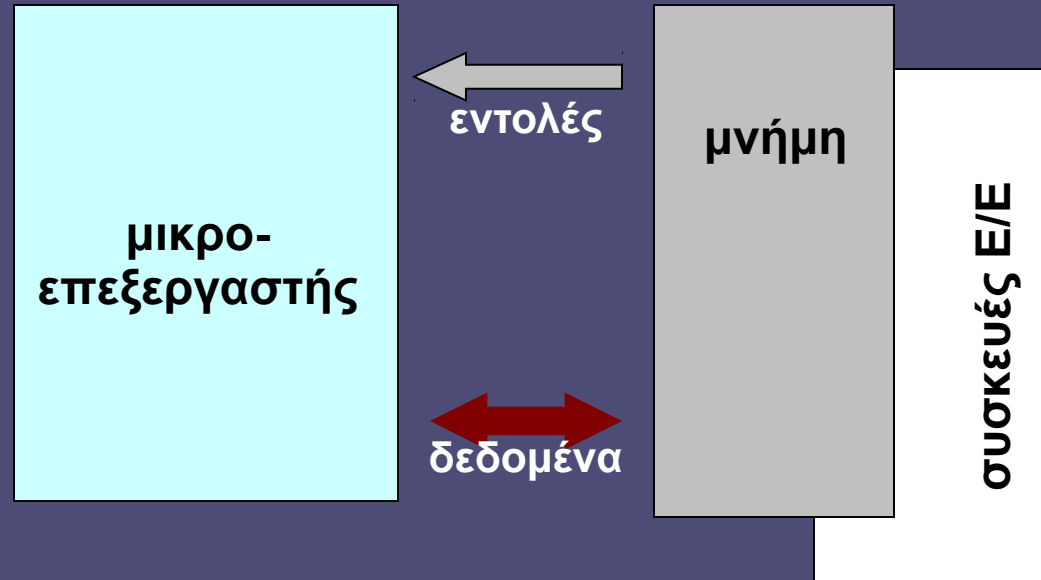 εντολές
μνήμη
μικρο-
επεξεργαστής
δεδομένα
συσκευές Ε/Ε